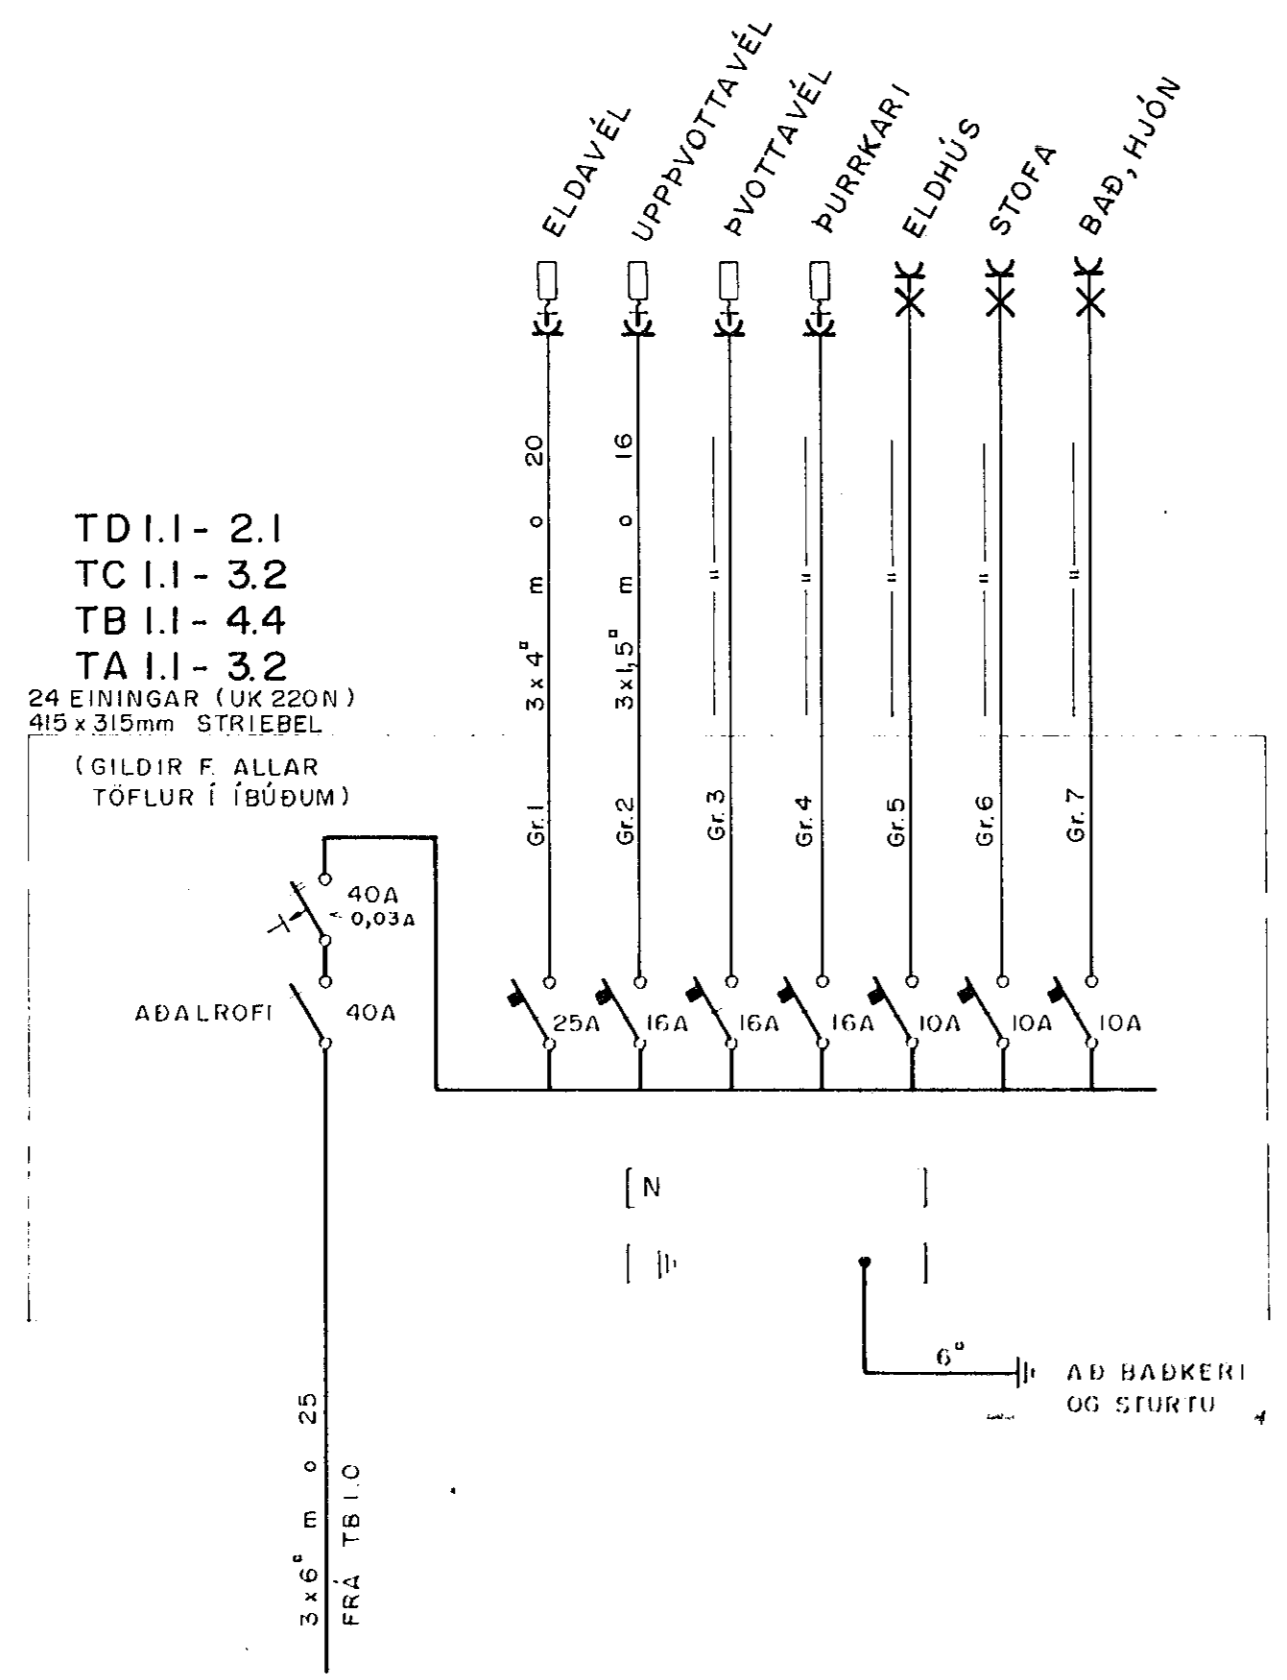 ELDAVÉL
UPPÞVOTTAVÉL
ÞVOTTAVÉL
ÞURRKARI
ELDHÚS
STOFA
BAÐ, HJÓN
3 x 4▫ m o 20
3x1,5▫ m o 16
"
"
"
"
"
TD 1.1 - 2.1
TC 1.1 - 3.2
TB 1.1 - 4.4
TA 1.1 - 3.2
24 EININGAR (UK 220N)
415 x 315mm STRIEBEL
(GILDIR F. ALLAR
TÖFLUR Í ÍBÚÐUM)
Gr. 1
Gr. 2
Gr. 3
Gr. 4
Gr. 5
Gr. 6
Gr. 7
40A
0,03A
AÐALROFI
40A
25A
16A
16A
16A
10A
10A
10A
N
6▫
AÐ BAÐKERI
OG STURTU
3 x 6▫ m o 25
FRÁ TB 1.0